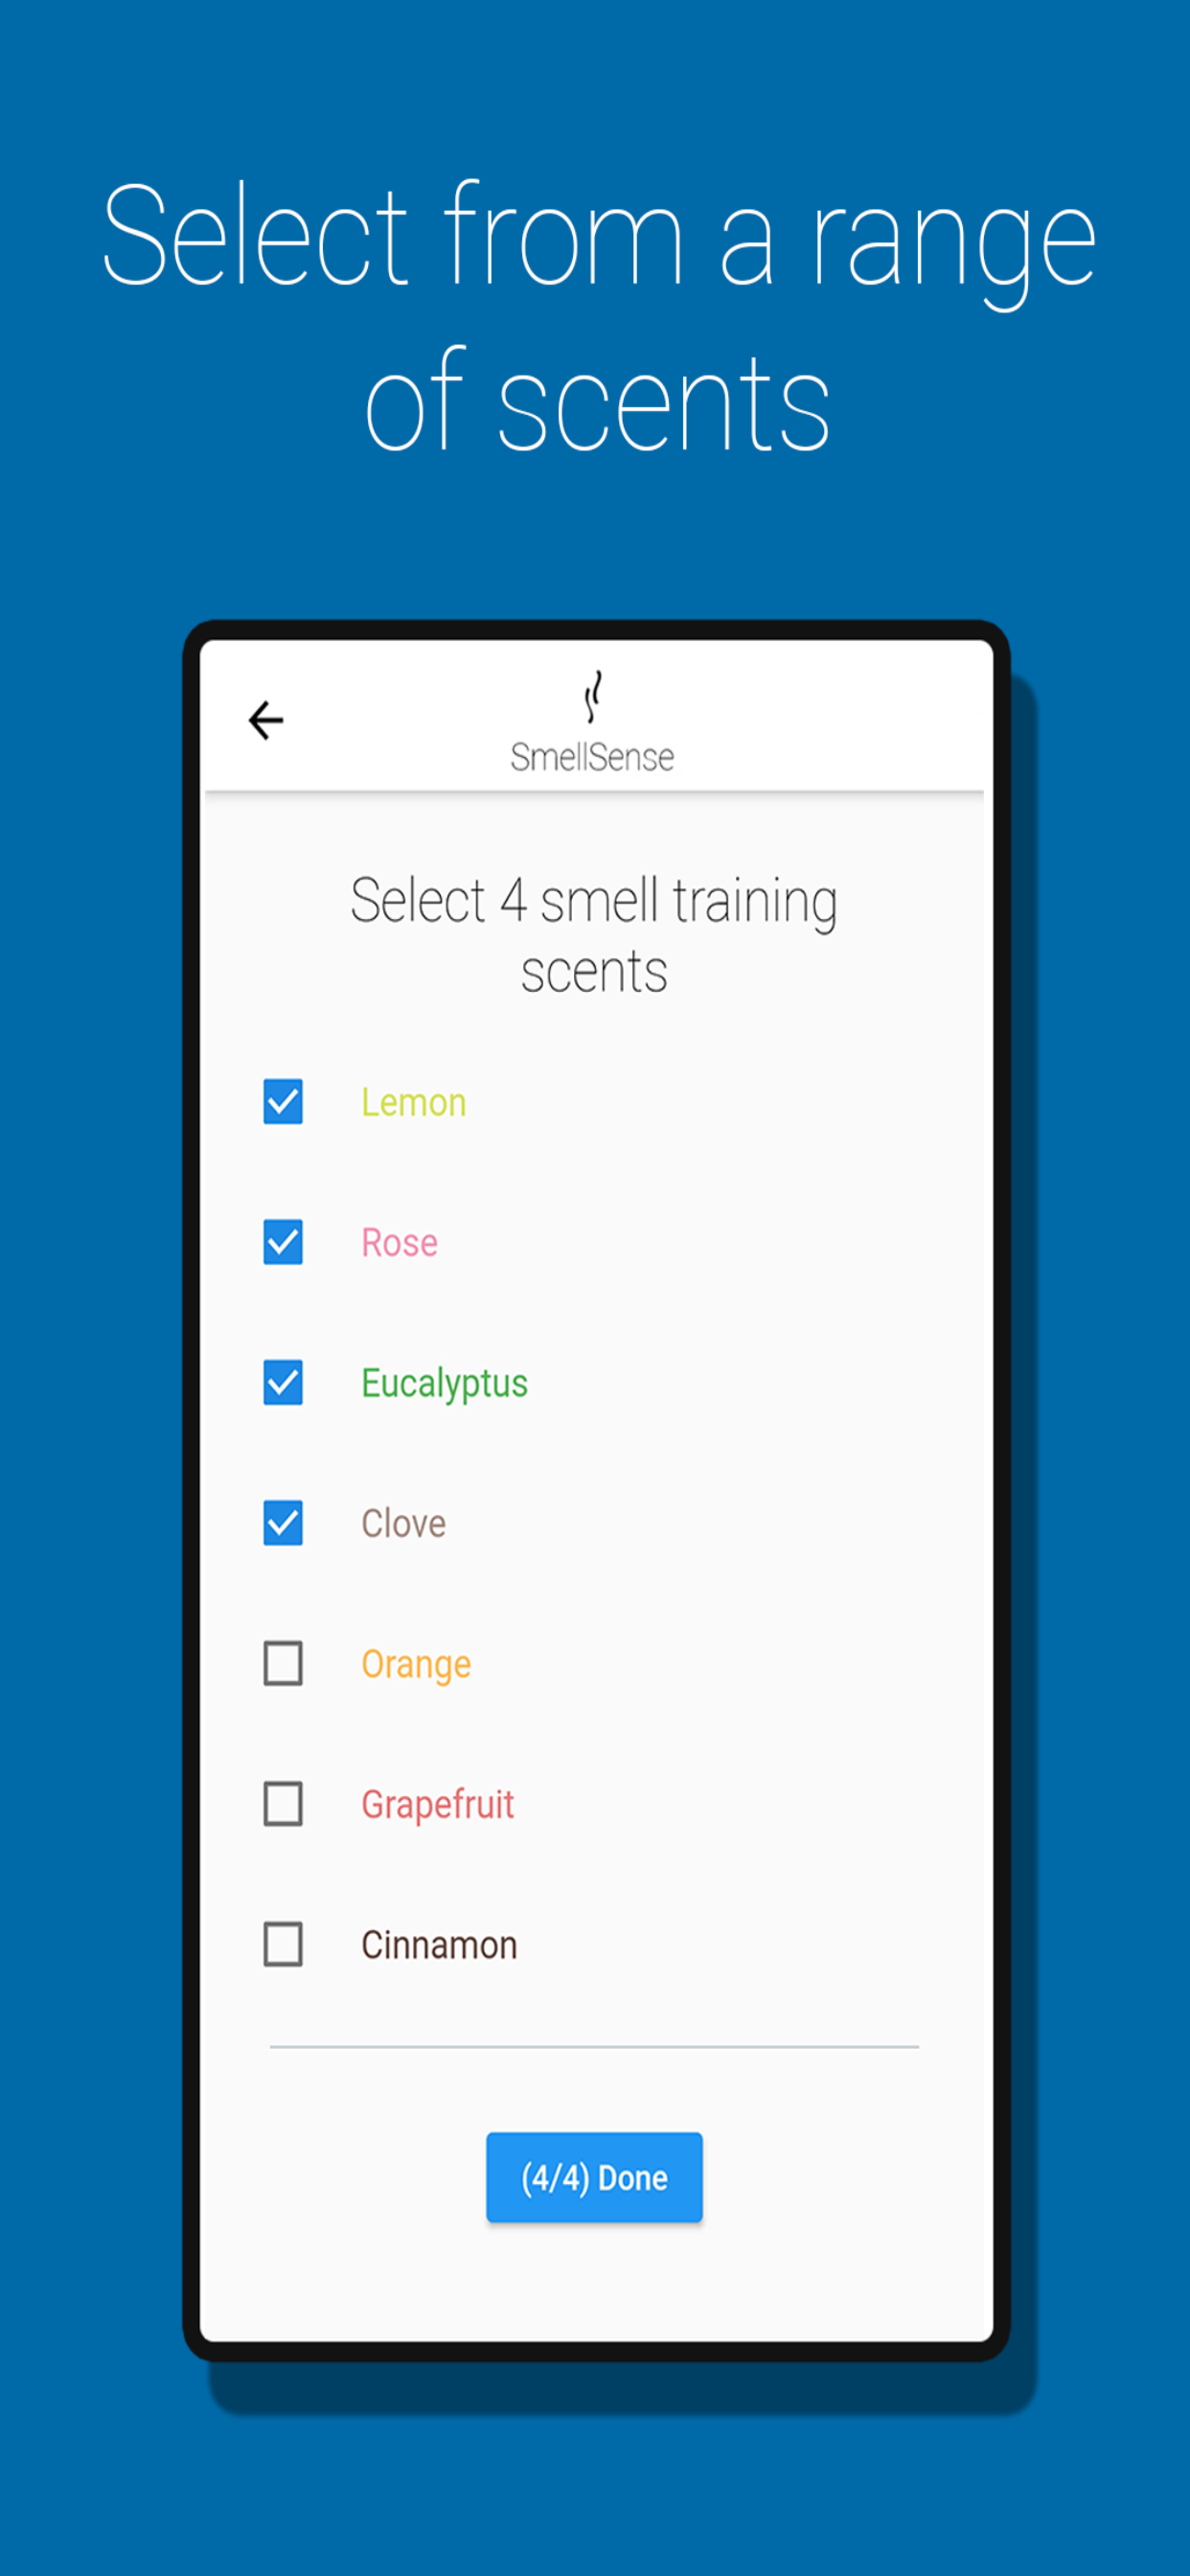 Select from a range
of scents
SmellSense
Select 4 smell training
scents
Lemon
Rose
Eucalyptus
Clove
Orange
Grapefruit
Cinnamon
(4/4) Done